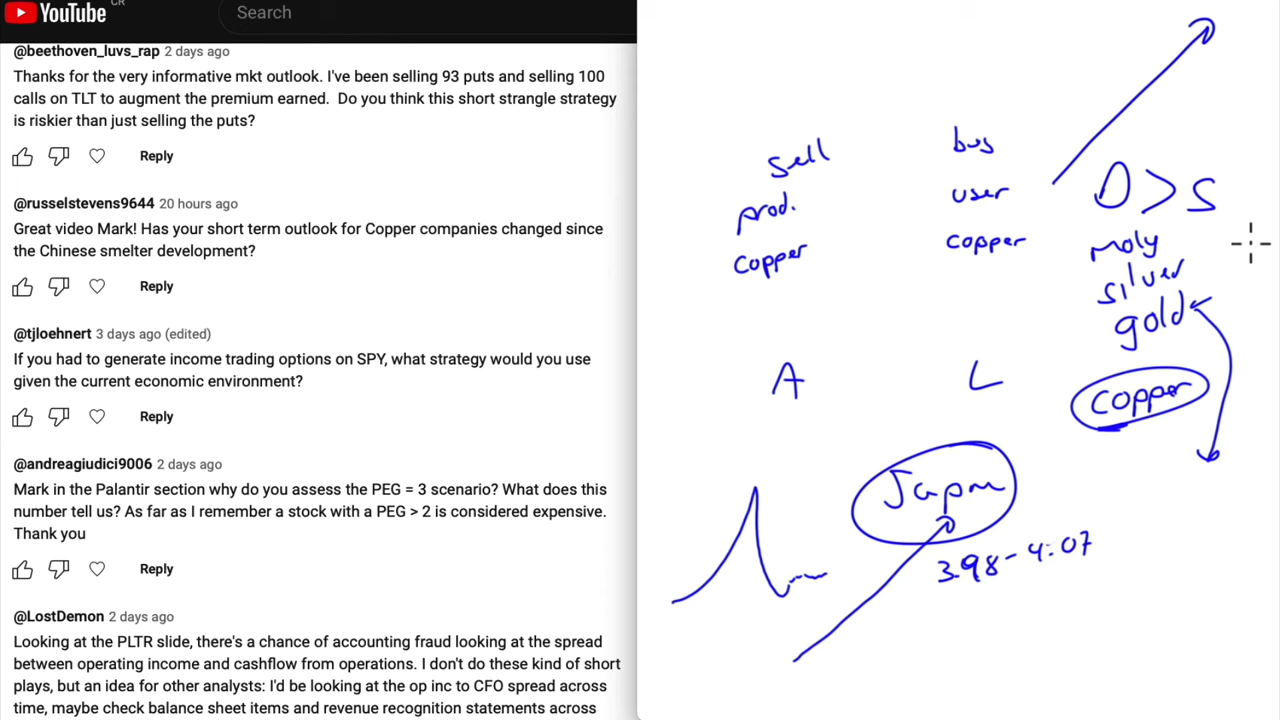 YouTube CR
Search
@beethoven_luvs_rap 2 days ago
Thanks for the very informative mkt outlook. I've been selling 93 puts and selling 100
calls on TLT to augment the premium earned. Do you think this short strangle strategy
is riskier than just selling the puts?
Reply
@russelstevens9644 20 hours ago
Great video Mark! Has your short term outlook for Copper companies changed since
the Chinese smelter development?
Reply
@tjloehnert 3 days ago (edited)
If you had to generate income trading options on SPY, what strategy would you use
given the current economic environment?
Reply
@andreagiudici9006 2 days ago
Mark in the Palantir section why do you assess the PEG = 3 scenario? What does this
number tell us? As far as I remember a stock with a PEG > 2 is considered expensive.
Thank you
Reply
@LostDemon 2 days ago
Looking at the PLTR slide, there's a chance of accounting fraud looking at the spread
between operating income and cashflow from operations. I don't do these kind of short
plays, but an idea for other analysts: I'd be looking at the op inc to CFO spread across
time, maybe check balance sheet items and revenue recognition statements across
sell
prod.
copper
user
copper
D > S
moly
silver
gold
copper
A
L
3.98 - 4.07